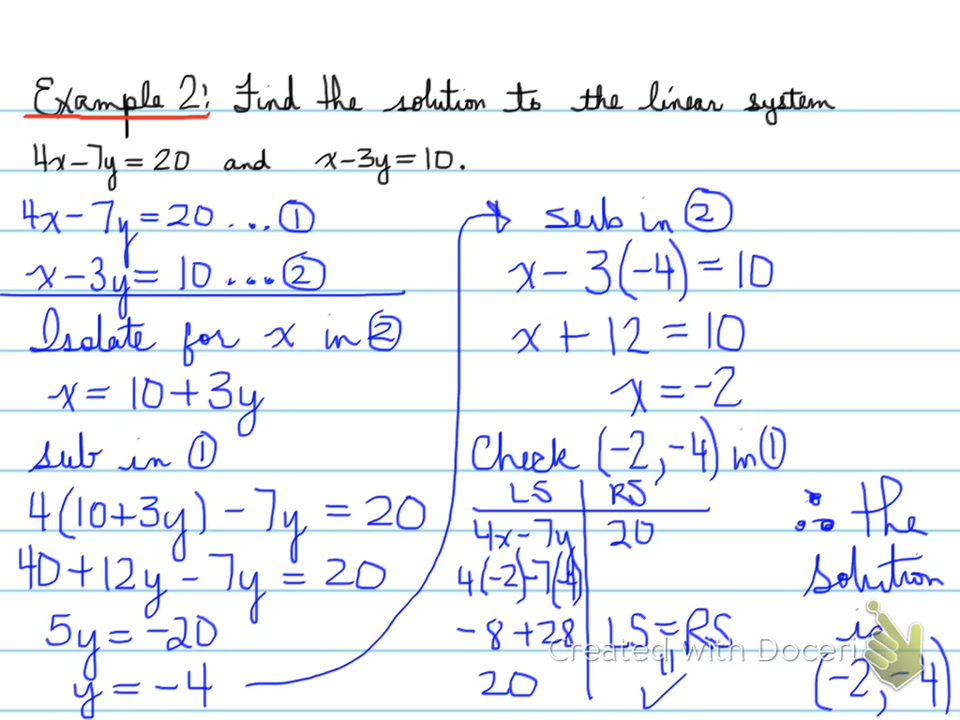 Example 2: Find the solution to the linear system
4x-7y=20 and x-3y=10.
4x-7y=20 ... ①
x-3y=10 ... ②
Isolate for x in ②
x=10+3y
sub in ①
4(10+3y)-7y=20
40+12y-7y=20
5y=-20
y=-4
sub in ②
x-3(-4)=10
x+12=10
x=-2
Check (-2,-4) in ①
LS RS
4x-7y 20
4(-2)-7(-4)
-8+28 LS=RS
20 ✓
∴ the
solution
is
(-2,-4)
Created with Doceri